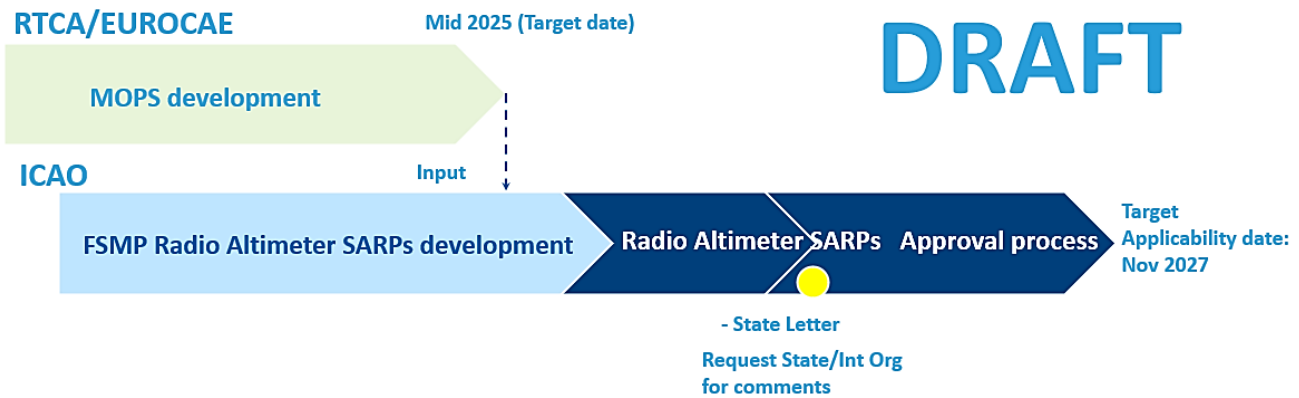 RTCA/EUROCAE
Mid 2025 (Target date)
DRAFT
MOPS development
ICAO
Input
FSMP Radio Altimeter SARPs development
Radio Altimeter SARPs Approval process
Target
Applicability date:
Nov 2027
- State Letter
Request State/Int Org
for comments